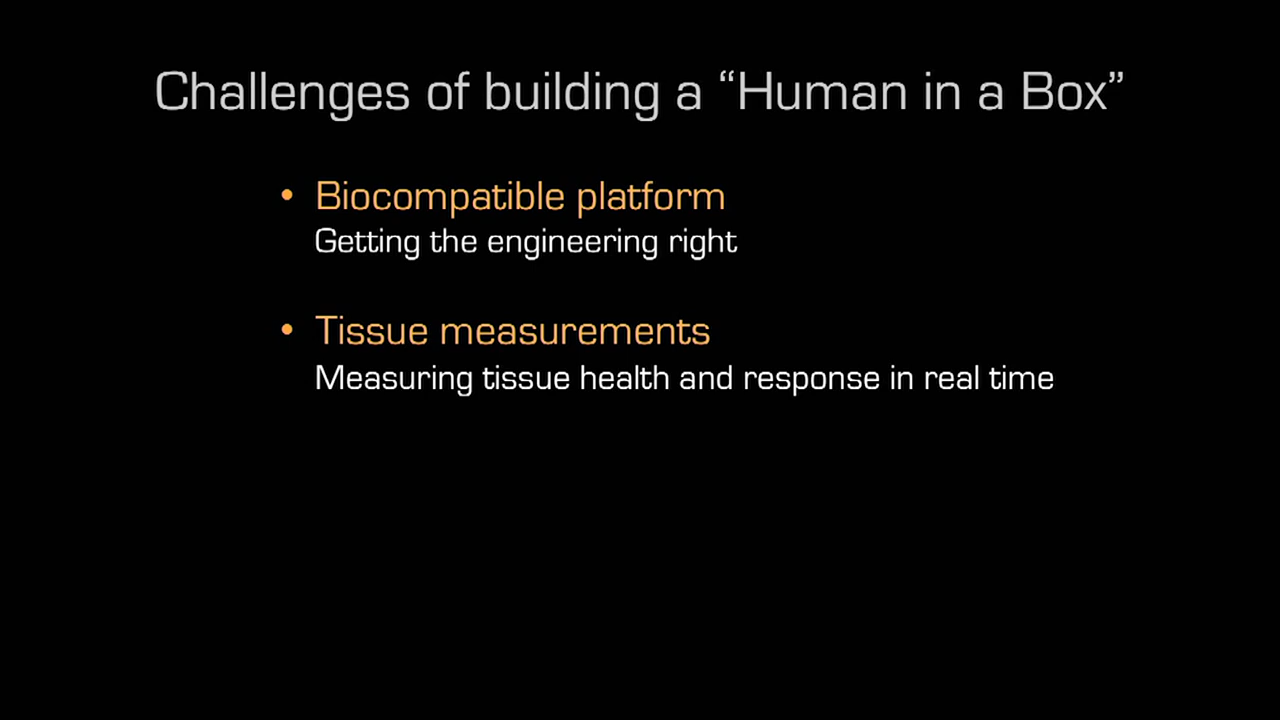 Challenges of building a “Human in a Box”
• Biocompatible platform
Getting the engineering right
• Tissue measurements
Measuring tissue health and response in real time